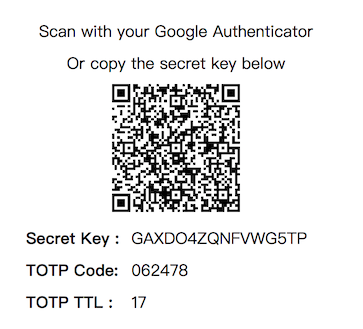 Scan with your Google Authenticator
Or copy the secret key below
Secret Key : GAXDO4ZQNFVWG5TP
TOTP Code: 062478
TOTP TTL : 17